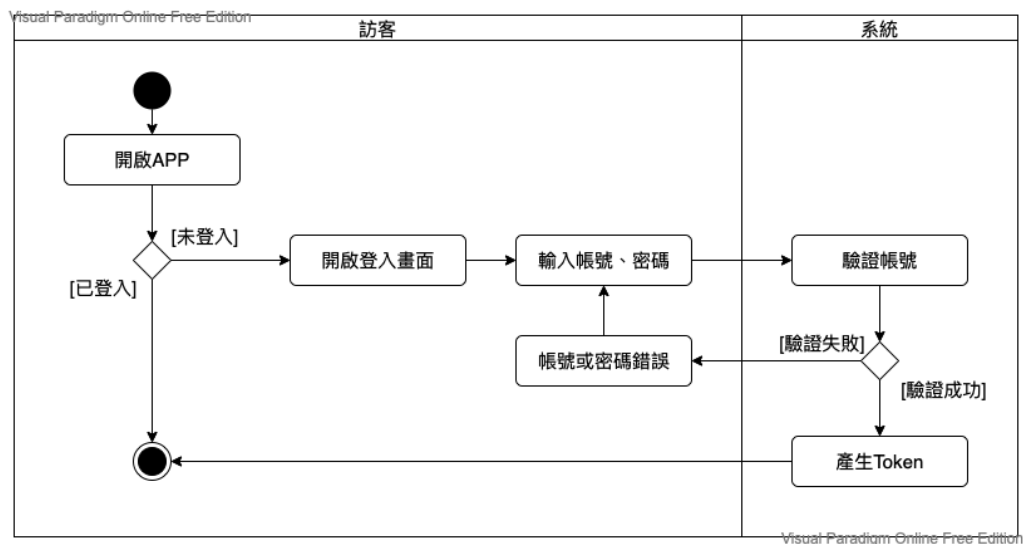 Visual Paradigm Online Free Edition
訪客
系統
開啟APP
[未登入]
[已登入]
開啟登入畫面
輸入帳號、密碼
驗證帳號
帳號或密碼錯誤
[驗證失敗]
[驗證成功]
產生Token
Visual Paradigm Online Free Edition